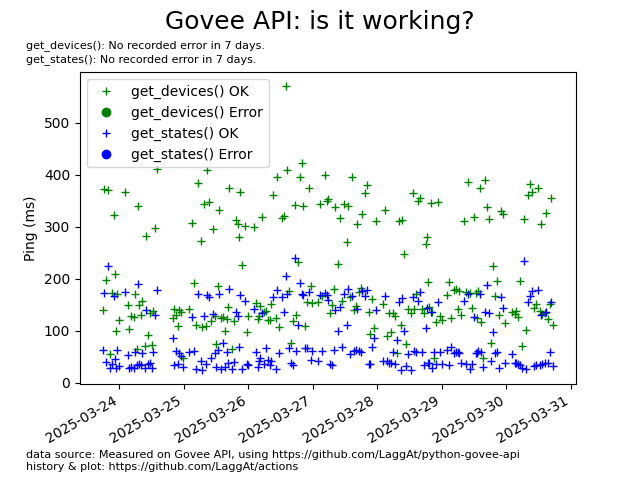 Govee API: is it working?
get_devices(): No recorded error in 7 days.
get_states(): No recorded error in 7 days.
get_devices() OK
get_devices() Error
get_states() OK
get_states() Error
500
400
300
200
100
0
Ping (ms)
2025-03-24
2025-03-25
2025-03-26
2025-03-27
2025-03-28
2025-03-29
2025-03-30
2025-03-31
data source: Measured on Govee API, using https://github.com/LaggAt/python-govee-api
history & plot: https://github.com/LaggAt/actions